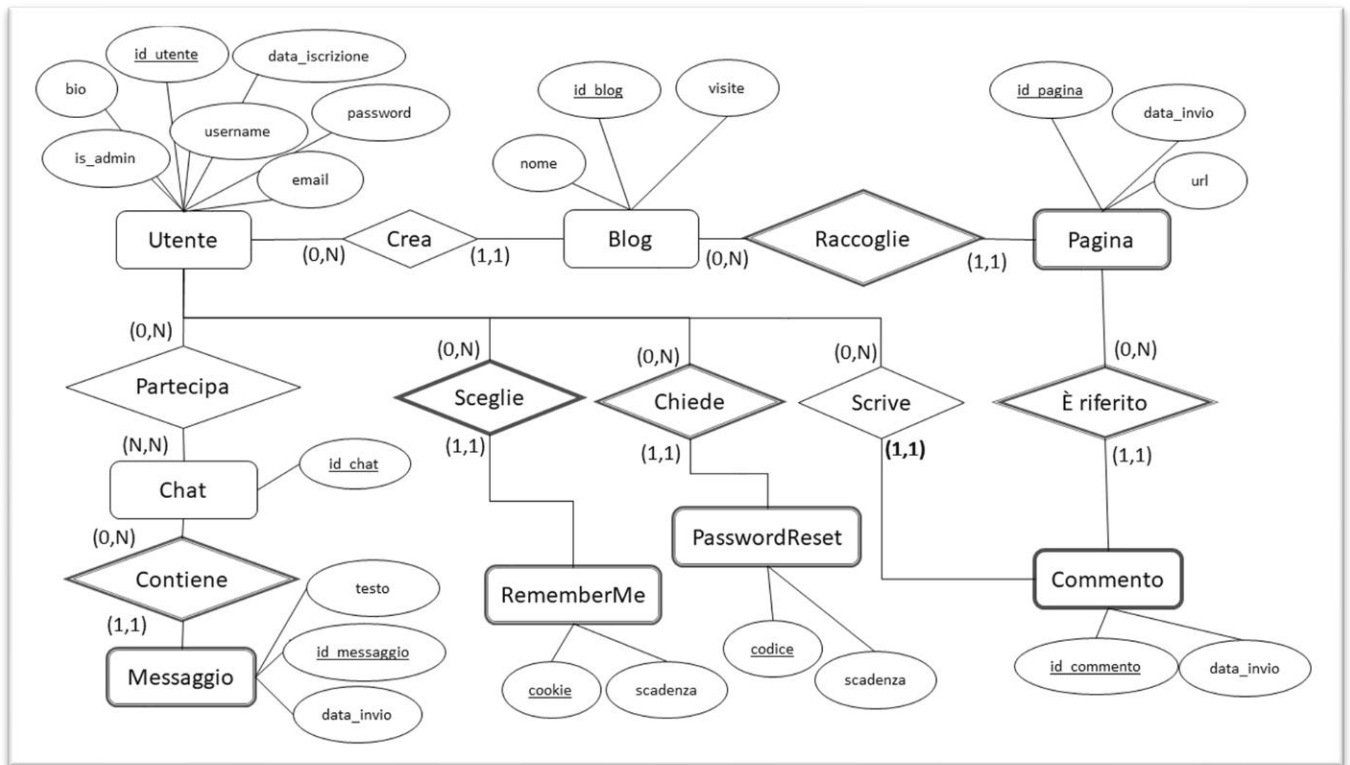 id_utente
data_iscrizione
bio
username
password
is_admin
email
id_blog
visite
nome
id_pagina
data_invio
url
Utente
(0,N)
Crea
(1,1)
Blog
(0,N)
Raccoglie
(1,1)
Pagina
(0,N)
(0,N)
(0,N)
(0,N)
(0,N)
Partecipa
Sceglie
Chiede
Scrive
È riferito
(N,N)
(1,1)
(1,1)
(1,1)
(1,1)
Chat
id_chat
(0,N)
Contiene
(1,1)
Messaggio
testo
id_messaggio
data_invio
RememberMe
cookie
scadenza
PasswordReset
codice
scadenza
Commento
id_commento
data_invio